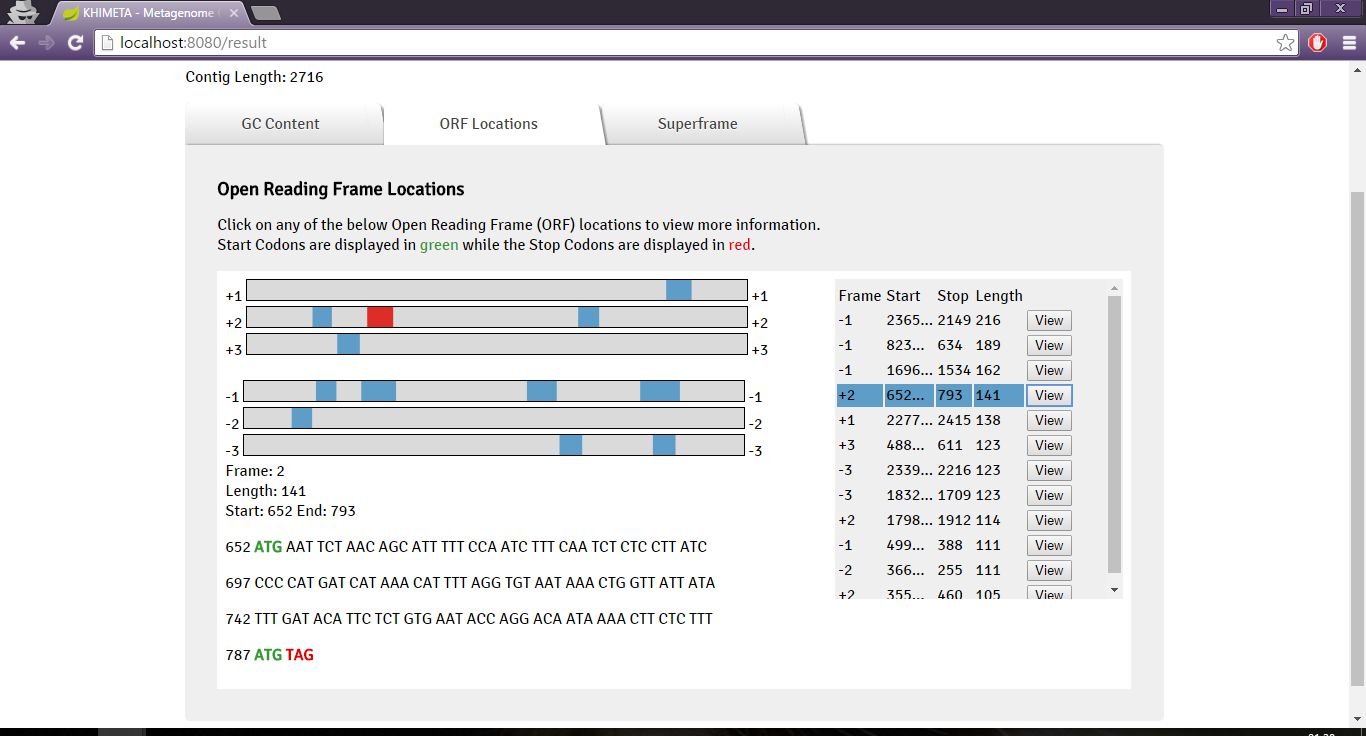 KHIMETA - Metagenome
localhost:8080/result
Contig Length: 2716
GC Content ORF Locations Superframe
Open Reading Frame Locations
Click on any of the below Open Reading Frame (ORF) locations to view more information.
Start Codons are displayed in green while the Stop Codons are displayed in red.
+1 +1
+2 +2
+3 +3
-1 -1
-2 -2
-3 -3
Frame: 2
Length: 141
Start: 652 End: 793
652 ATG AAT TCT AAC AGC ATT TTT CCA ATC TTT CAA TCT CTC CTT ATC
697 CCC CAT GAT CAT AAA CAT TTT AGG TGT AAT AAA CTG GTT ATT ATA
742 TTT GAT ACA TTC TCT GTG AAT ACC AGG ACA ATA AAA CTT CTC TTT
787 ATG TAG
Frame Start Stop Length
-1 2365... 2149 216 View
-1 823... 634 189 View
-1 1696... 1534 162 View
+2 652... 793 141 View
+1 2277... 2415 138 View
+3 488... 611 123 View
-3 2339... 2216 123 View
-3 1832... 1709 123 View
+2 1798... 1912 114 View
-1 499... 388 111 View
-2 366... 255 111 View
+2 355... 460 105 View